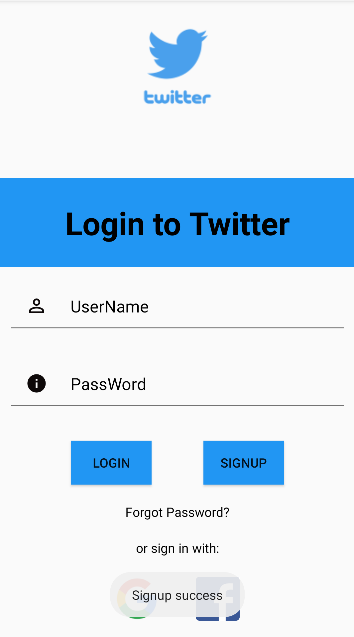 twitter
Login to Twitter
UserName
PassWord
LOGIN SIGNUP
Forgot Password?
or sign in with:
Signup success